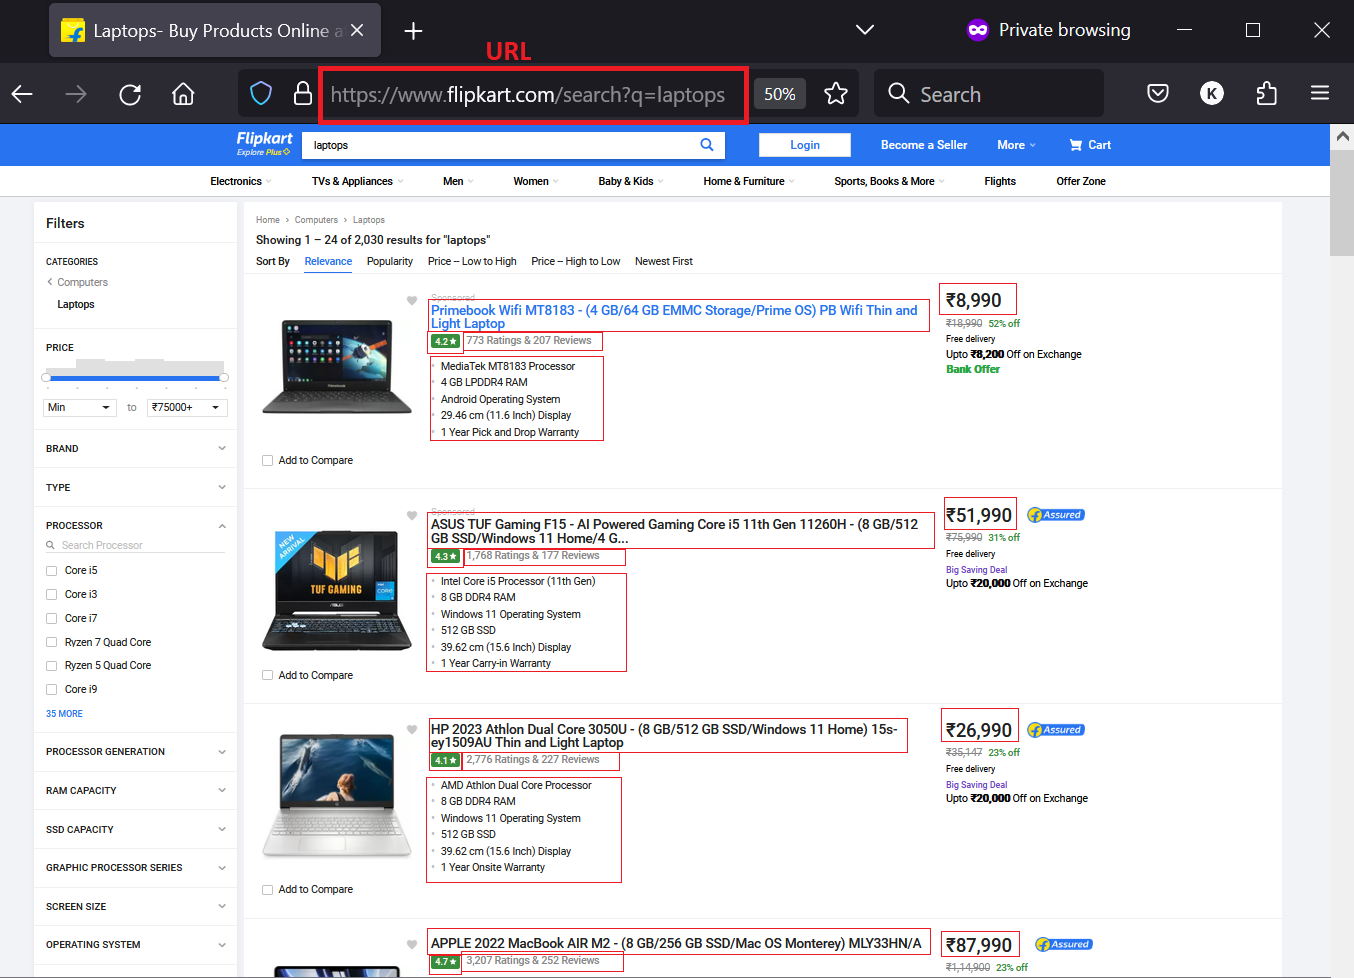 Laptops- Buy Products Online a
Private browsing
URL
https://www.flipkart.com/search?q=laptops
50%
Search
K
Flipkart
Explore Plus
laptops
Login
Become a Seller
More
Cart
Electronics
TVs & Appliances
Men
Women
Baby & Kids
Home & Furniture
Sports, Books & More
Flights
Offer Zone
Filters
CATEGORIES
Computers
Laptops
PRICE
Min
to
₹75000+
BRAND
TYPE
PROCESSOR
Search Processor
Core i5
Core i3
Core i7
Ryzen 7 Quad Core
Ryzen 5 Quad Core
Core i9
35 MORE
PROCESSOR GENERATION
RAM CAPACITY
SSD CAPACITY
GRAPHIC PROCESSOR SERIES
SCREEN SIZE
OPERATING SYSTEM
Home > Computers > Laptops
Showing 1 – 24 of 2,030 results for "laptops"
Sort By Relevance Popularity Price -- Low to High Price -- High to Low Newest First
Sponsored
Primebook Wifi MT8183 - (4 GB/64 GB EMMC Storage/Prime OS) PB Wifi Thin and
Light Laptop
4.2★ 773 Ratings & 207 Reviews
MediaTek MT8183 Processor
4 GB LPDDR4 RAM
Android Operating System
29.46 cm (11.6 Inch) Display
1 Year Pick and Drop Warranty
₹8,990
₹18,990 52% off
Free delivery
Upto ₹8,200 Off on Exchange
Bank Offer
Add to Compare
Sponsored
ASUS TUF Gaming F15 - AI Powered Gaming Core i5 11th Gen 11260H - (8 GB/512
GB SSD/Windows 11 Home/4 G...
4.3★ 1,768 Ratings & 177 Reviews
Intel Core i5 Processor (11th Gen)
8 GB DDR4 RAM
Windows 11 Operating System
512 GB SSD
39.62 cm (15.6 Inch) Display
1 Year Carry-in Warranty
₹51,990
Assured
₹75,990 31% off
Free delivery
Big Saving Deal
Upto ₹20,000 Off on Exchange
NEW
ARRIVAL
TUF GAMING
CORE
Add to Compare
HP 2023 Athlon Dual Core 3050U - (8 GB/512 GB SSD/Windows 11 Home) 15s-
ey1509AU Thin and Light Laptop
4.1★ 2,776 Ratings & 227 Reviews
AMD Athlon Dual Core Processor
8 GB DDR4 RAM
Windows 11 Operating System
512 GB SSD
39.62 cm (15.6 Inch) Display
1 Year Onsite Warranty
₹26,990
Assured
₹35,147 23% off
Free delivery
Big Saving Deal
Upto ₹20,000 Off on Exchange
Add to Compare
APPLE 2022 MacBook AIR M2 - (8 GB/256 GB SSD/Mac OS Monterey) MLY33HN/A
4.7★ 3,207 Ratings & 252 Reviews
₹87,990
Assured
₹1,14,900 23% off